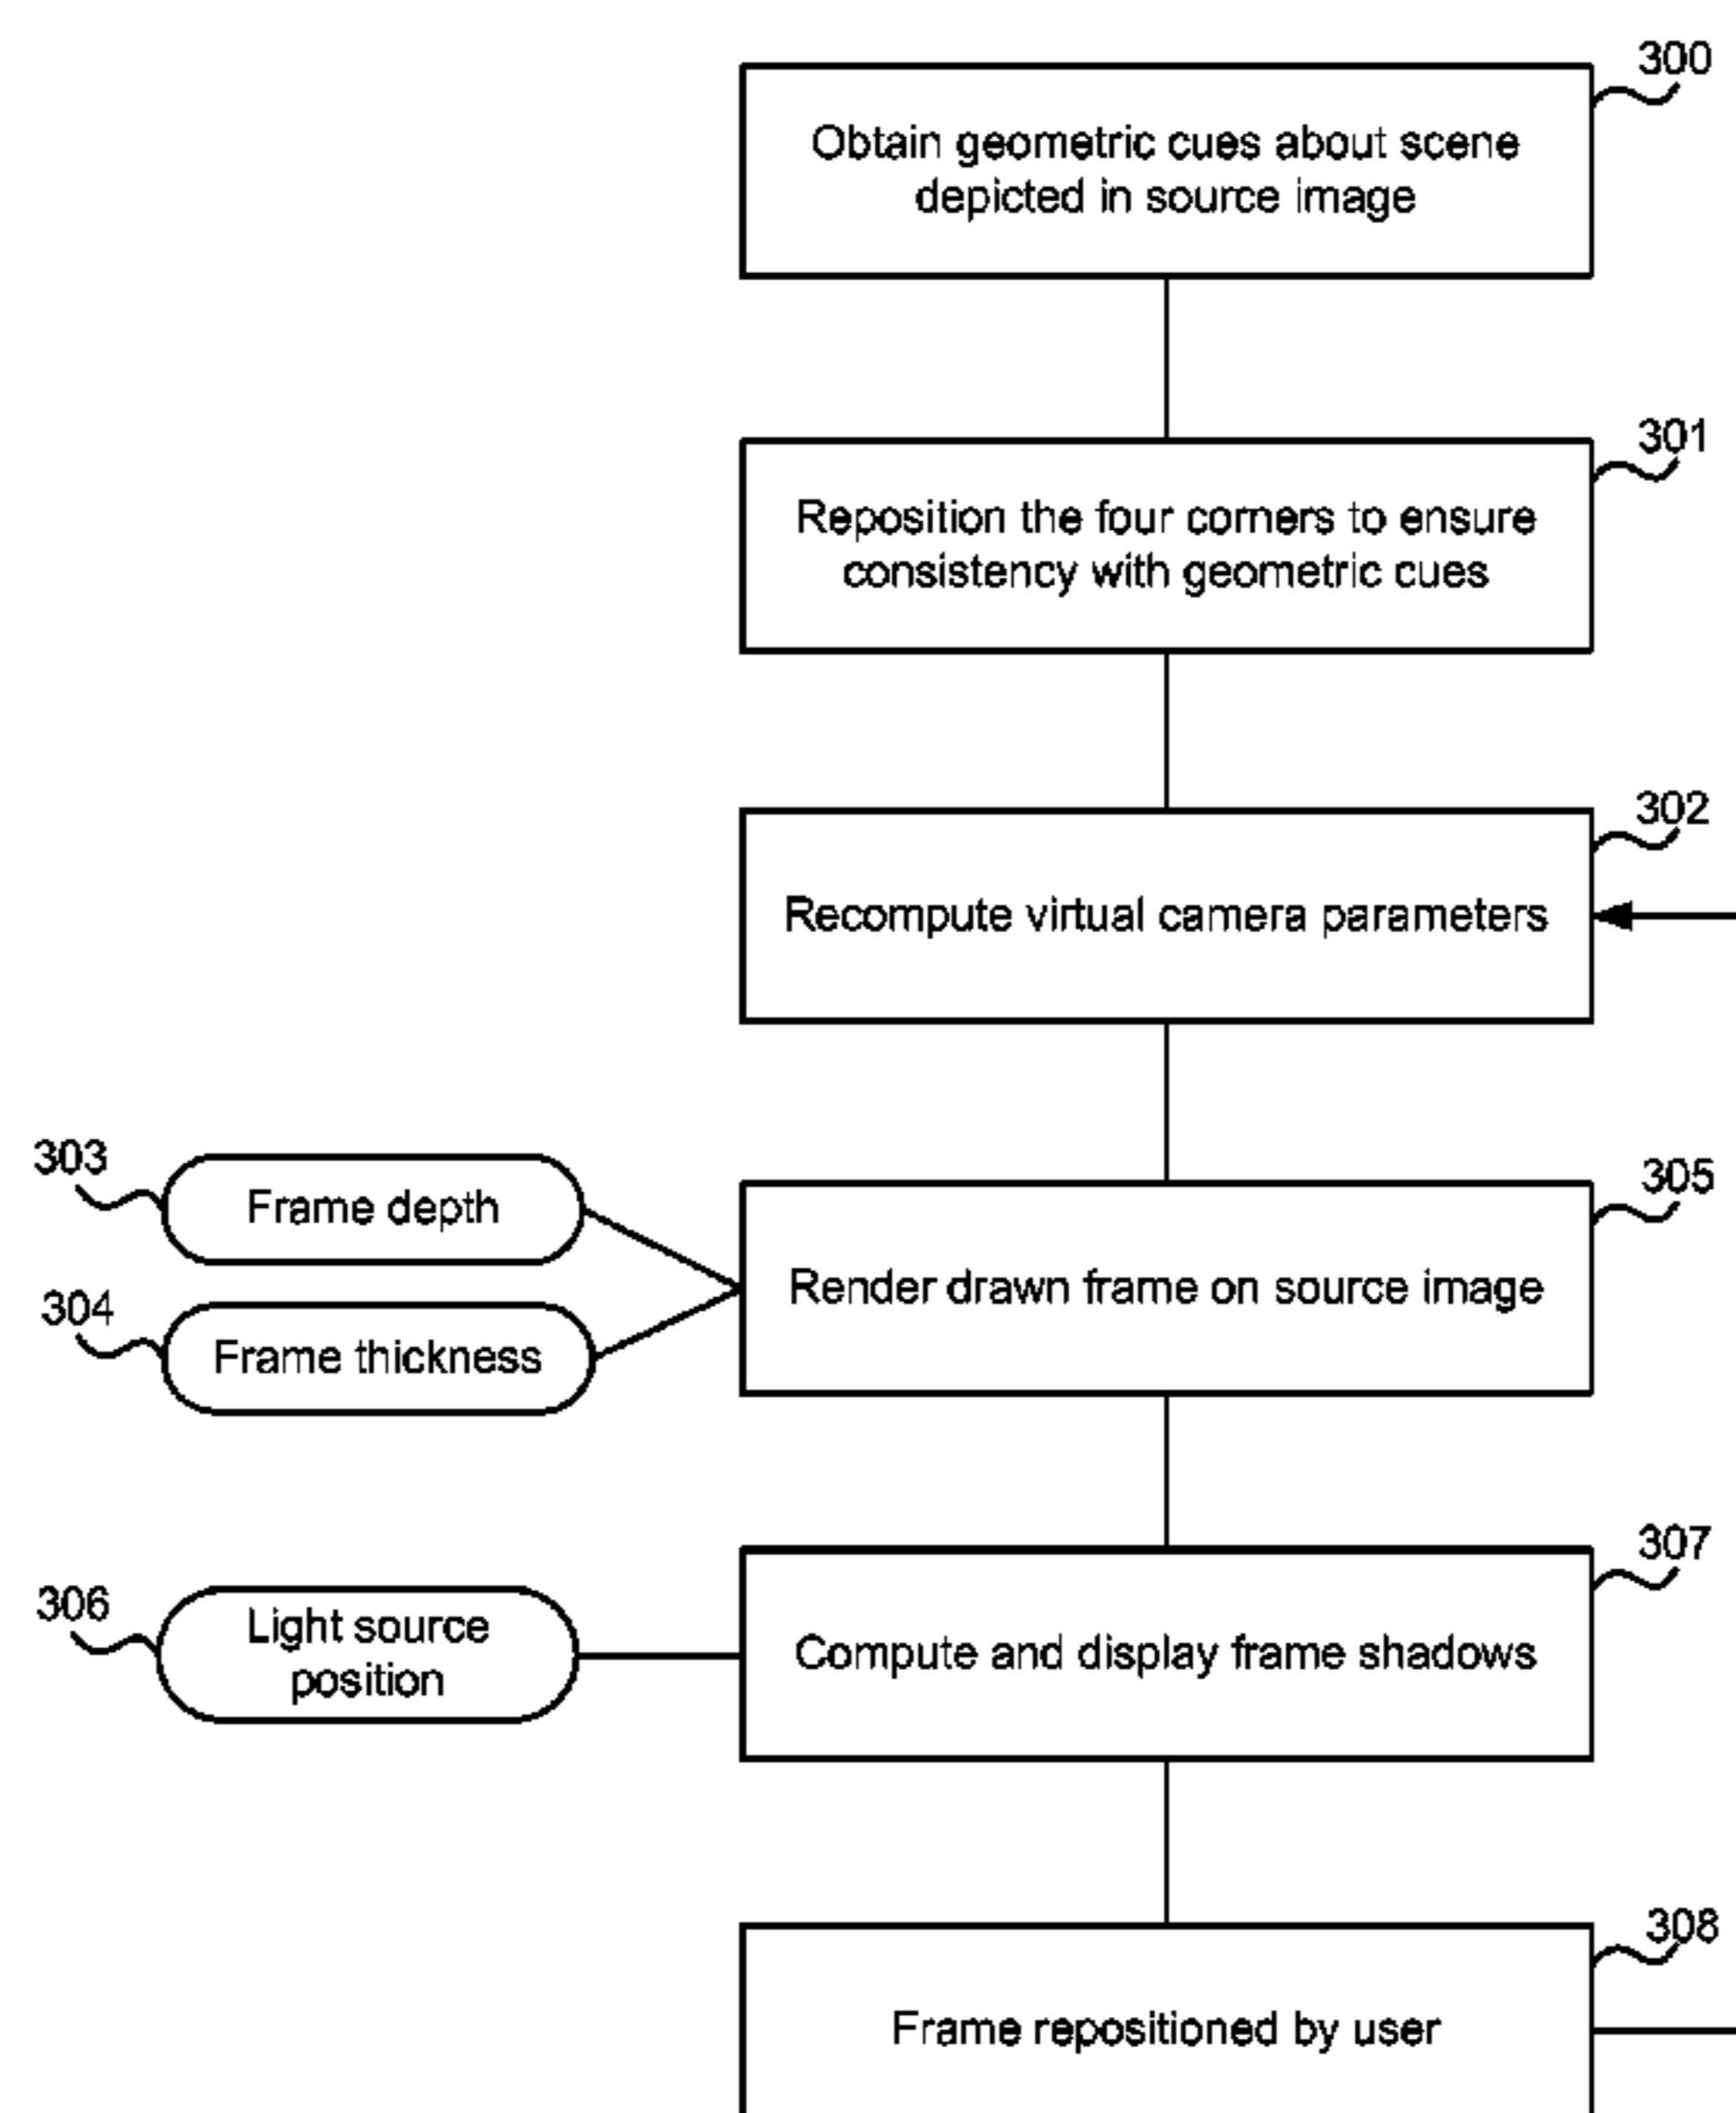 300
Obtain geometric cues about scene
depicted in source image
301
Reposition the four corners to ensure
consistency with geometric cues
302
Recompute virtual camera parameters
303
Frame depth
305
304
Frame thickness
Render drawn frame on source image
306
Light source
position
307
Compute and display frame shadows
308
Frame repositioned by user